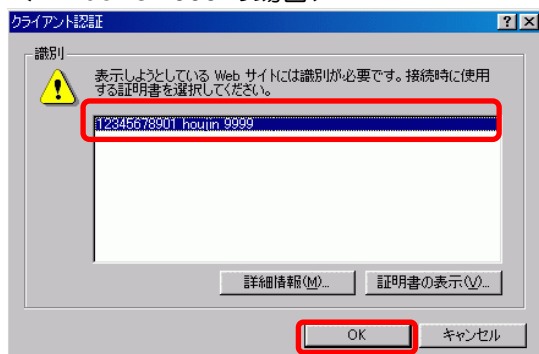 クライアント認証
識別
表示しようとしている Web サイトには識別が必要です。接続時に使用
する証明書を選択してください。
12345678901 houjin 9999
詳細情報(M)...
証明書の表示(V)...
OK
キャンセル